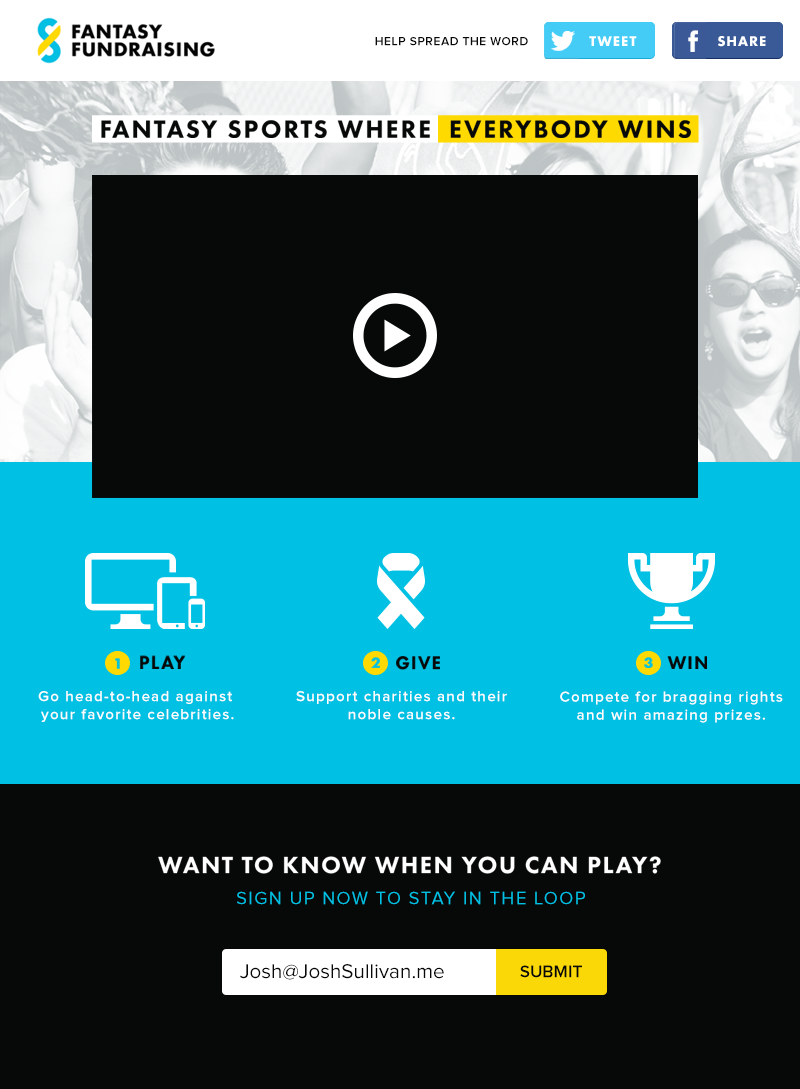 FANTASY
FUNDRAISING
HELP SPREAD THE WORD
TWEET
SHARE
FANTASY SPORTS WHERE EVERYBODY WINS
1 PLAY
Go head-to-head against
your favorite celebrities.
2 GIVE
Support charities and their
noble causes.
3 WIN
Compete for bragging rights
and win amazing prizes.
WANT TO KNOW WHEN YOU CAN PLAY?
SIGN UP NOW TO STAY IN THE LOOP
Josh@JoshSullivan.me
SUBMIT